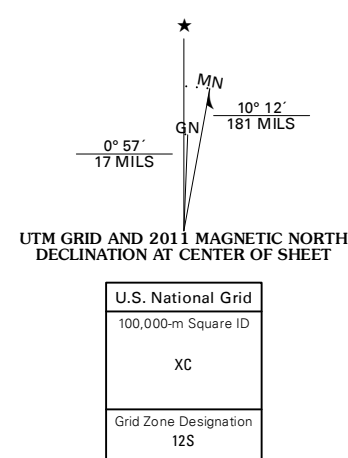 ★
MN
GN
10° 12´
181 MILS
0° 57´
17 MILS
UTM GRID AND 2011 MAGNETIC NORTH
DECLINATION AT CENTER OF SHEET
U.S. National Grid
100,000-m Square ID
XC
Grid Zone Designation
12S